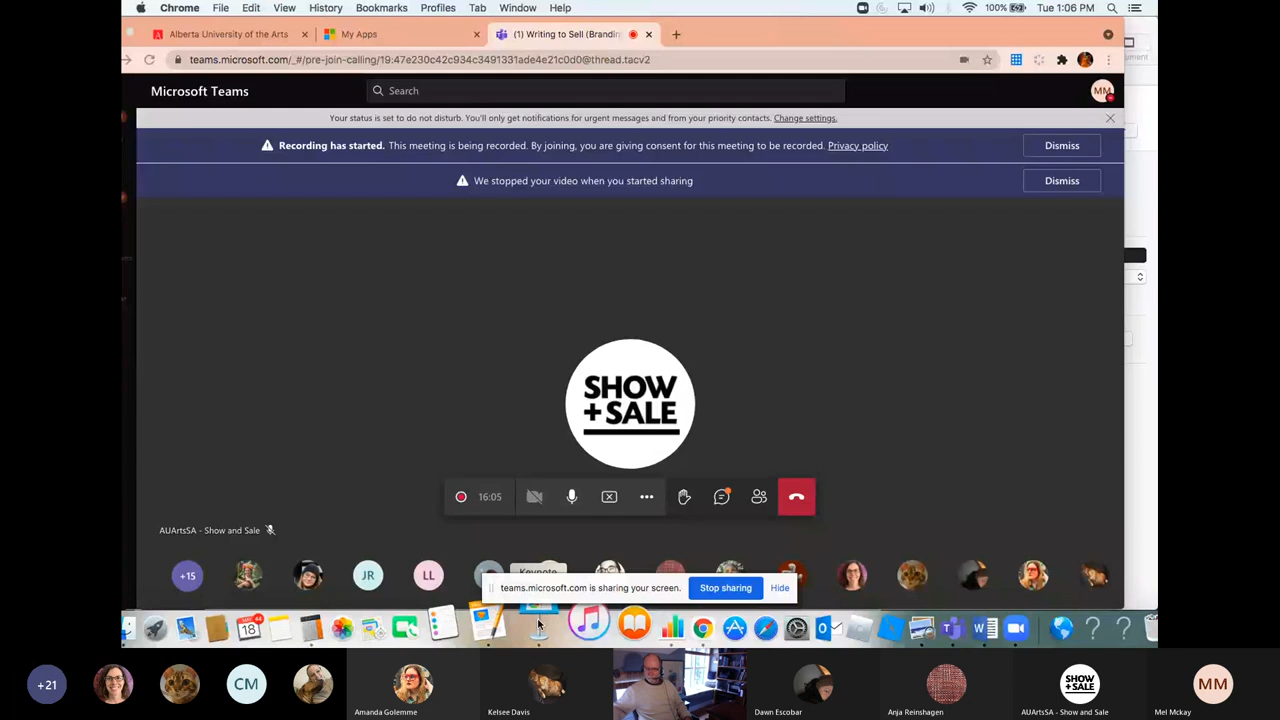 Chrome File Edit View History Bookmarks Profiles Tab Window Help 100% Tue 1:06 PM
Alberta University of the Arts My Apps (1) Writing to Sell (Brandin
teams.microsoft.com/_#/pre-join-calling/19:47e23b5c42c934c3491331ade4e21c0d0@thread.tacv2
Microsoft Teams Search MM
Your status is set to do not disturb. You'll only get notifications for urgent messages and from your priority contacts. Change settings.
Recording has started. This meeting is being recorded. By joining, you are giving consent for this meeting to be recorded. Privacy policy Dismiss
We stopped your video when you started sharing Dismiss
SHOW
+ SALE
16:05
AUArtsSA - Show and Sale
+15 JR LL
Keynote
teams.microsoft.com is sharing your screen. Stop sharing Hide
18
+21 CM SHOW + SALE MM
Amanda Golemme Kelsee Davis Dawn Escobar Anja Reinshagen AUArtsSA - Show and Sale Mel Mckay